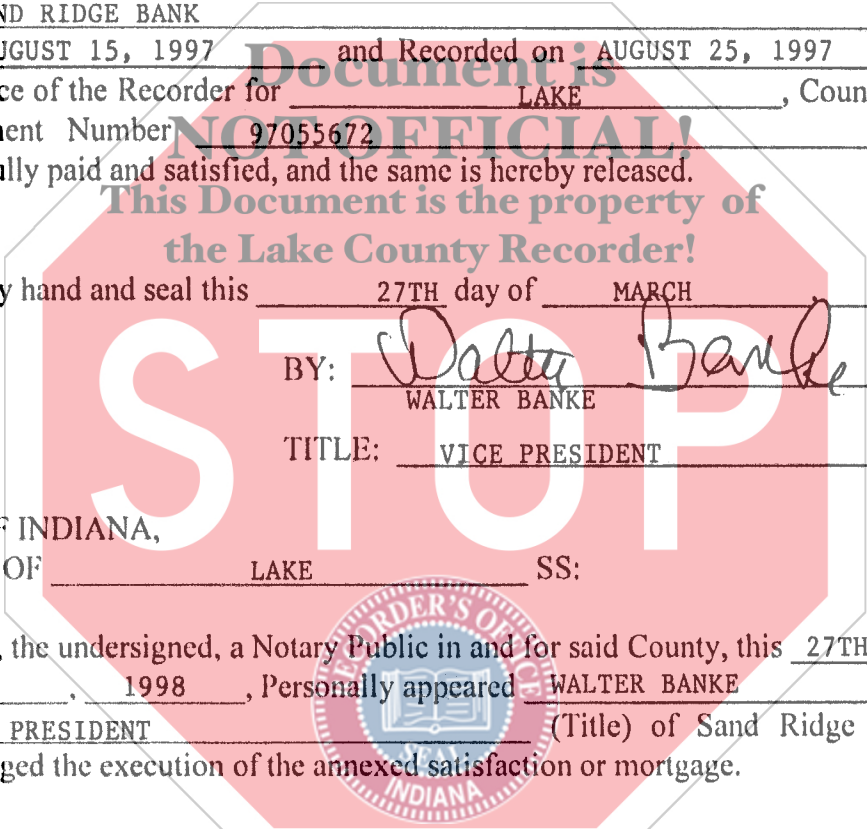 ND RIDGE BANK
UGUST 15, 1997 and Recorded on AUGUST 25, 1997
Document is
ce of the Recorder for LAKE, Coun
ent Number 97055672
NOT OFFICIAL!
lly paid and satisfied, and the same is hereby released.
This Document is the property of
the Lake County Recorder!
y hand and seal this 27TH day of MARCH,
STOP
BY: Walter Banke
WALTER BANKE
TITLE: VICE PRESIDENT
F INDIANA,
OF LAKE SS:
RECORDER'S OFFICE
, the undersigned, a Notary Public in and for said County, this 27TH
, 1998, Personally appeared WALTER BANKE
PRESIDENT (Title) of Sand Ridge
SEAL
ged the execution of the annexed satisfaction or mortgage.
INDIANA